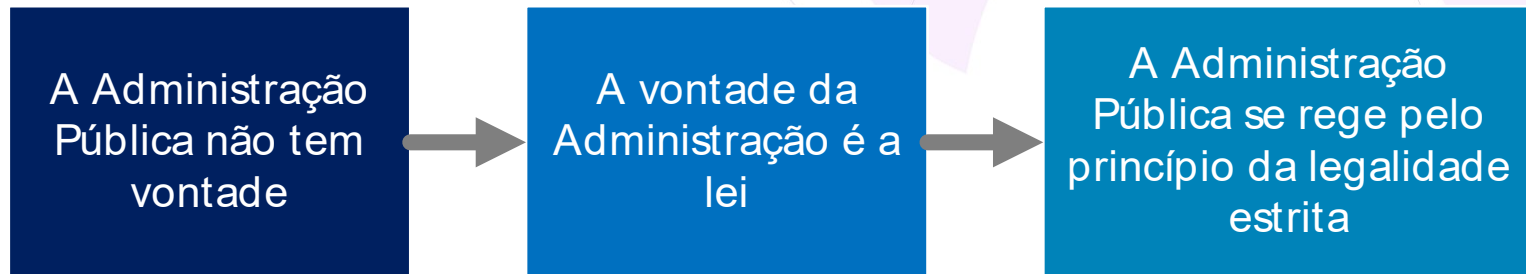 A Administração
Pública não tem
vontade
A vontade da
Administração é a
lei
A Administração
Pública se rege pelo
princípio da legalidade
estrita